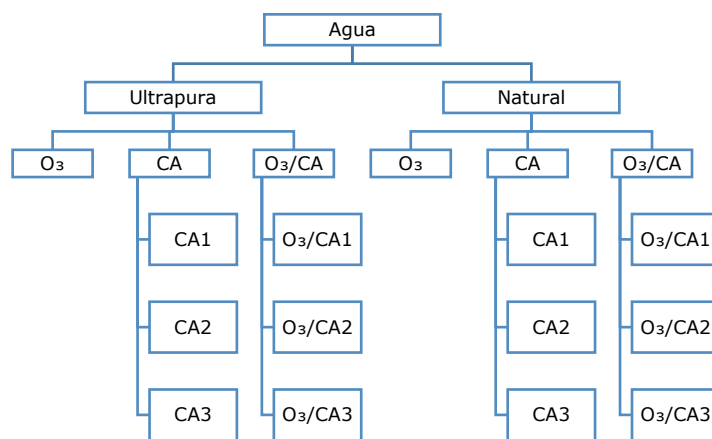 Agua
Ultrapura
Natural
O₃
CA
O₃/CA
O₃
CA
O₃/CA
CA1
O₃/CA1
CA1
O₃/CA1
CA2
O₃/CA2
CA2
O₃/CA2
CA3
O₃/CA3
CA3
O₃/CA3